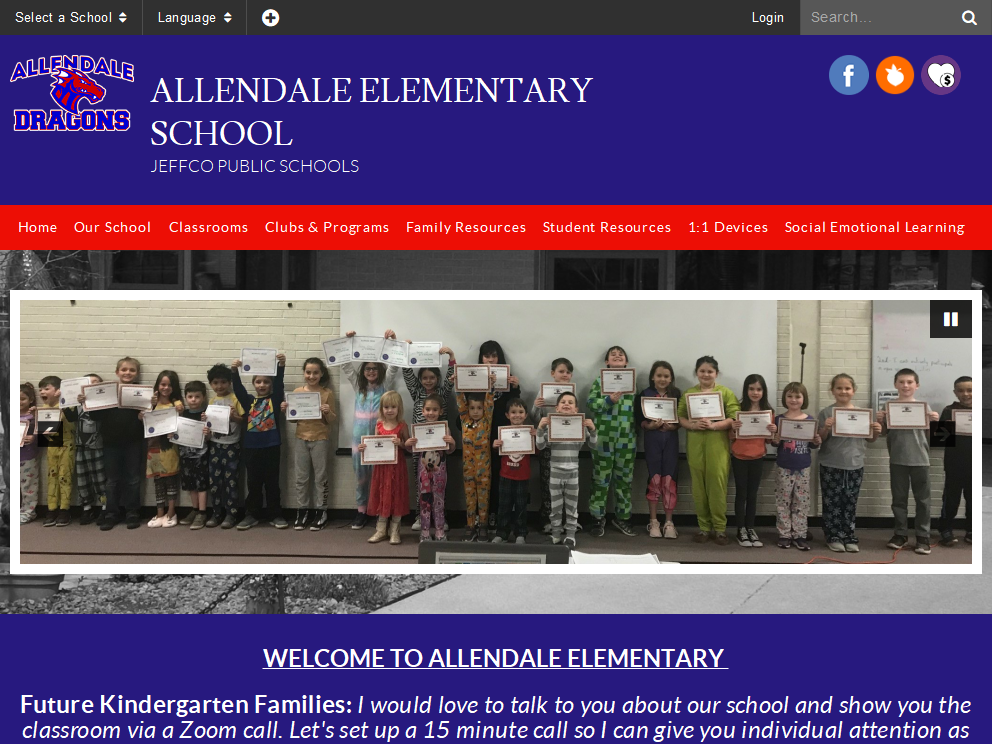 Select a School
Language
Login
Search...
ALLENDALE
DRAGONS
ALLENDALE ELEMENTARY
SCHOOL
JEFFCO PUBLIC SCHOOLS
Home
Our School
Classrooms
Clubs & Programs
Family Resources
Student Resources
1:1 Devices
Social Emotional Learning
WELCOME TO ALLENDALE ELEMENTARY
Future Kindergarten Families: I would love to talk to you about our school and show you the
classroom via a Zoom call. Let's set up a 15 minute call so I can give you individual attention as